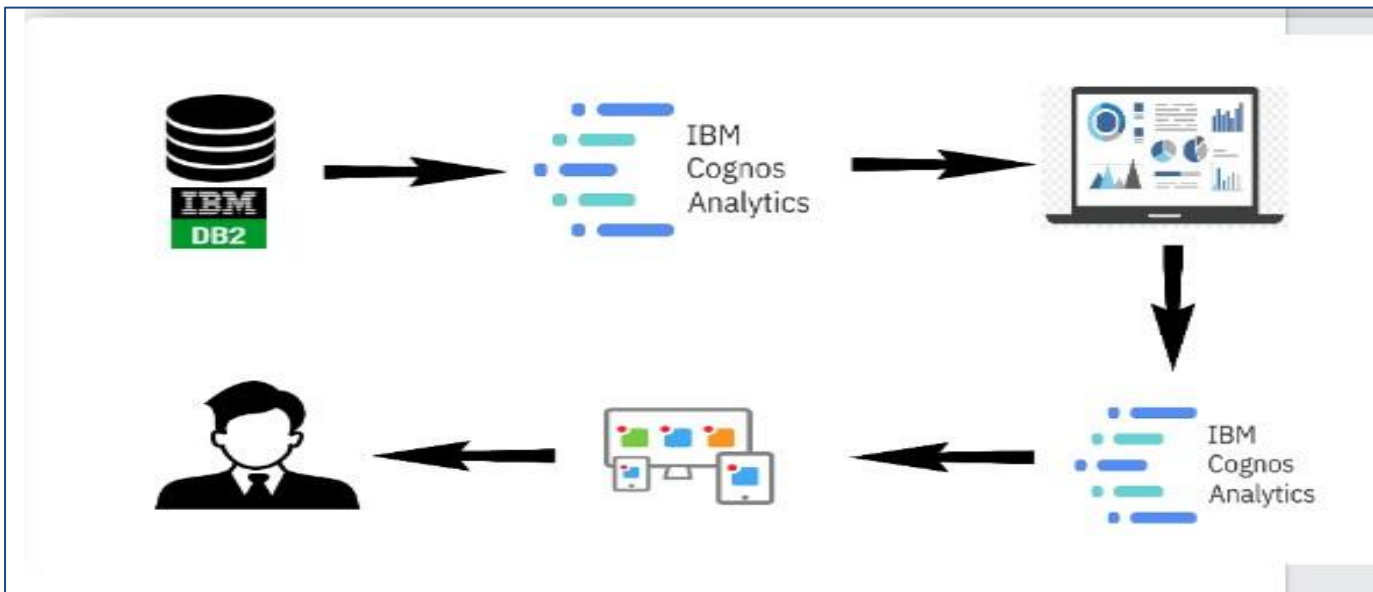 IBM
DB2
IBM
Cognos
Analytics
IBM
Cognos
Analytics